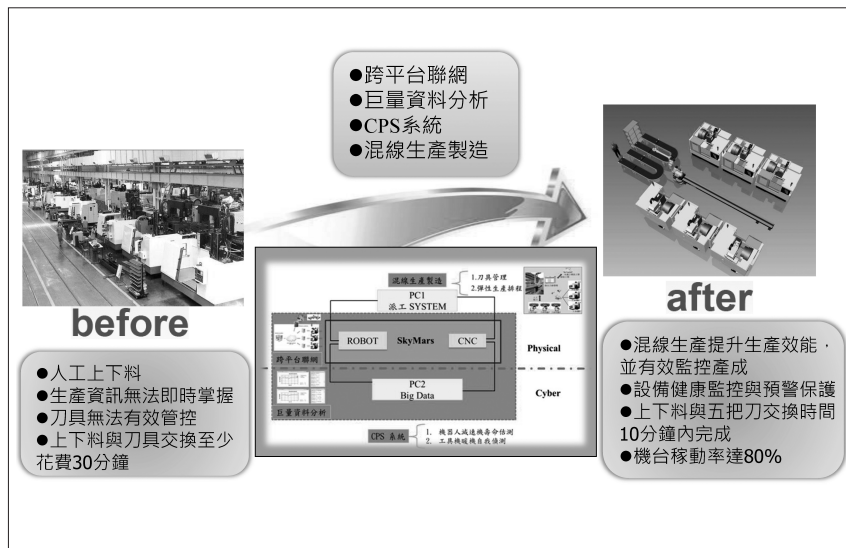 ●跨平台聯網
●巨量資料分析
●CPS系統
●混線生產製造
before
●人工上下料
●生產資訊無法即時掌握
●刀具無法有效管控
●上下料與刀具交換至少
花費30分鐘
混線生產製造
1.刀具管理
2.彈性生產排程
PC1
派工 SYSTEM
ROBOT
SkyMars
CNC
跨平台聯網
Physical
PC2
Big Data
Cyber
巨量資料分析
CPS 系統
1. 機器人減速機壽命估測
2. 工具機暖機自我偵測
after
●混線生產提升生產效能，
並有效監控產成
●設備健康監控與預警保護
●上下料與五把刀交換時間
10分鐘內完成
●機台稼動率達80%